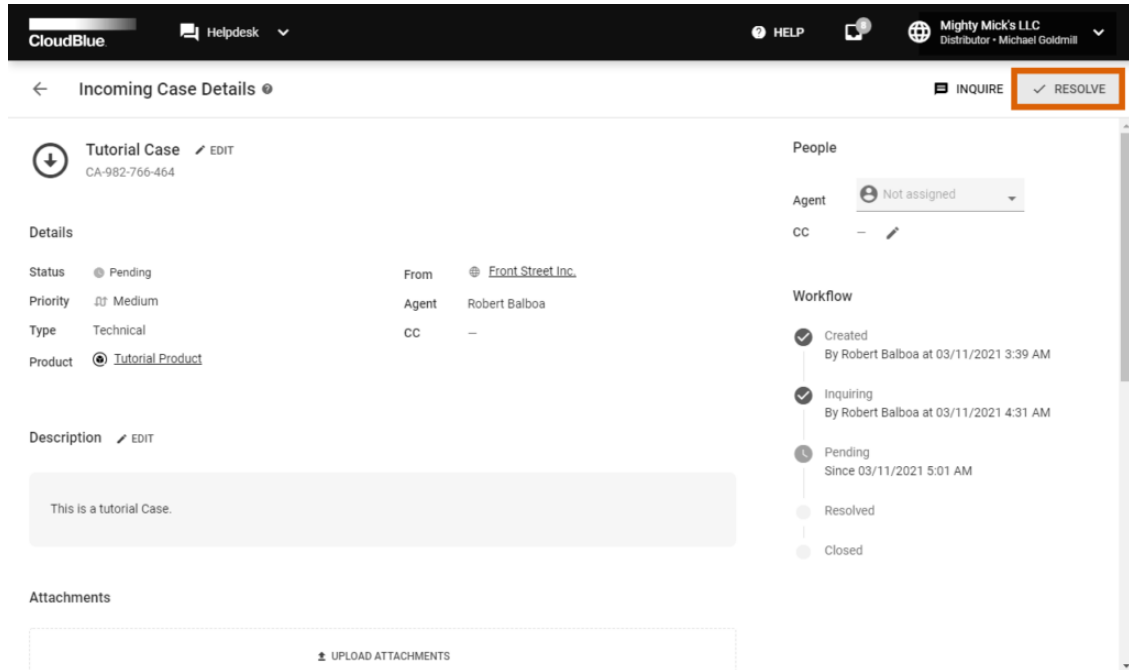 CloudBlue.
Helpdesk
HELP
Mighty Mick's LLC
Distributor • Michael Goldmill
Incoming Case Details
INQUIRE
RESOLVE
Tutorial Case
EDIT
CA-982-766-464
Details
Status Pending
Priority Medium
Type Technical
Product Tutorial Product
From Front Street Inc.
Agent Robert Balboa
CC –
Description EDIT
This is a tutorial Case.
Attachments
UPLOAD ATTACHMENTS
People
Agent Not assigned
CC –
Workflow
Created
By Robert Balboa at 03/11/2021 3:39 AM
Inquiring
By Robert Balboa at 03/11/2021 4:31 AM
Pending
Since 03/11/2021 5:01 AM
Resolved
Closed